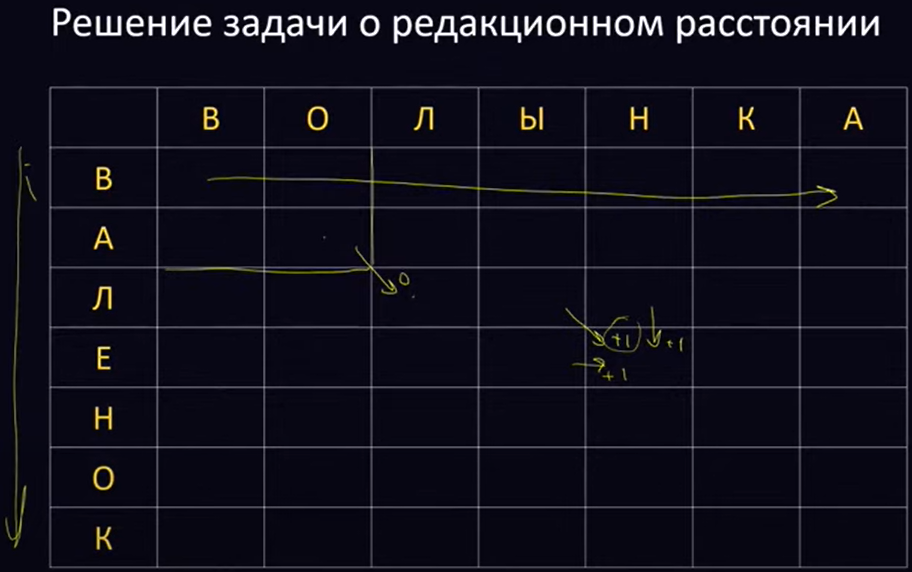 Решение задачи о редакционном расстоянии
В О Л Ы Н К А
i
В
А
0
Л
+1 +1
Е
+1
Н
О
К